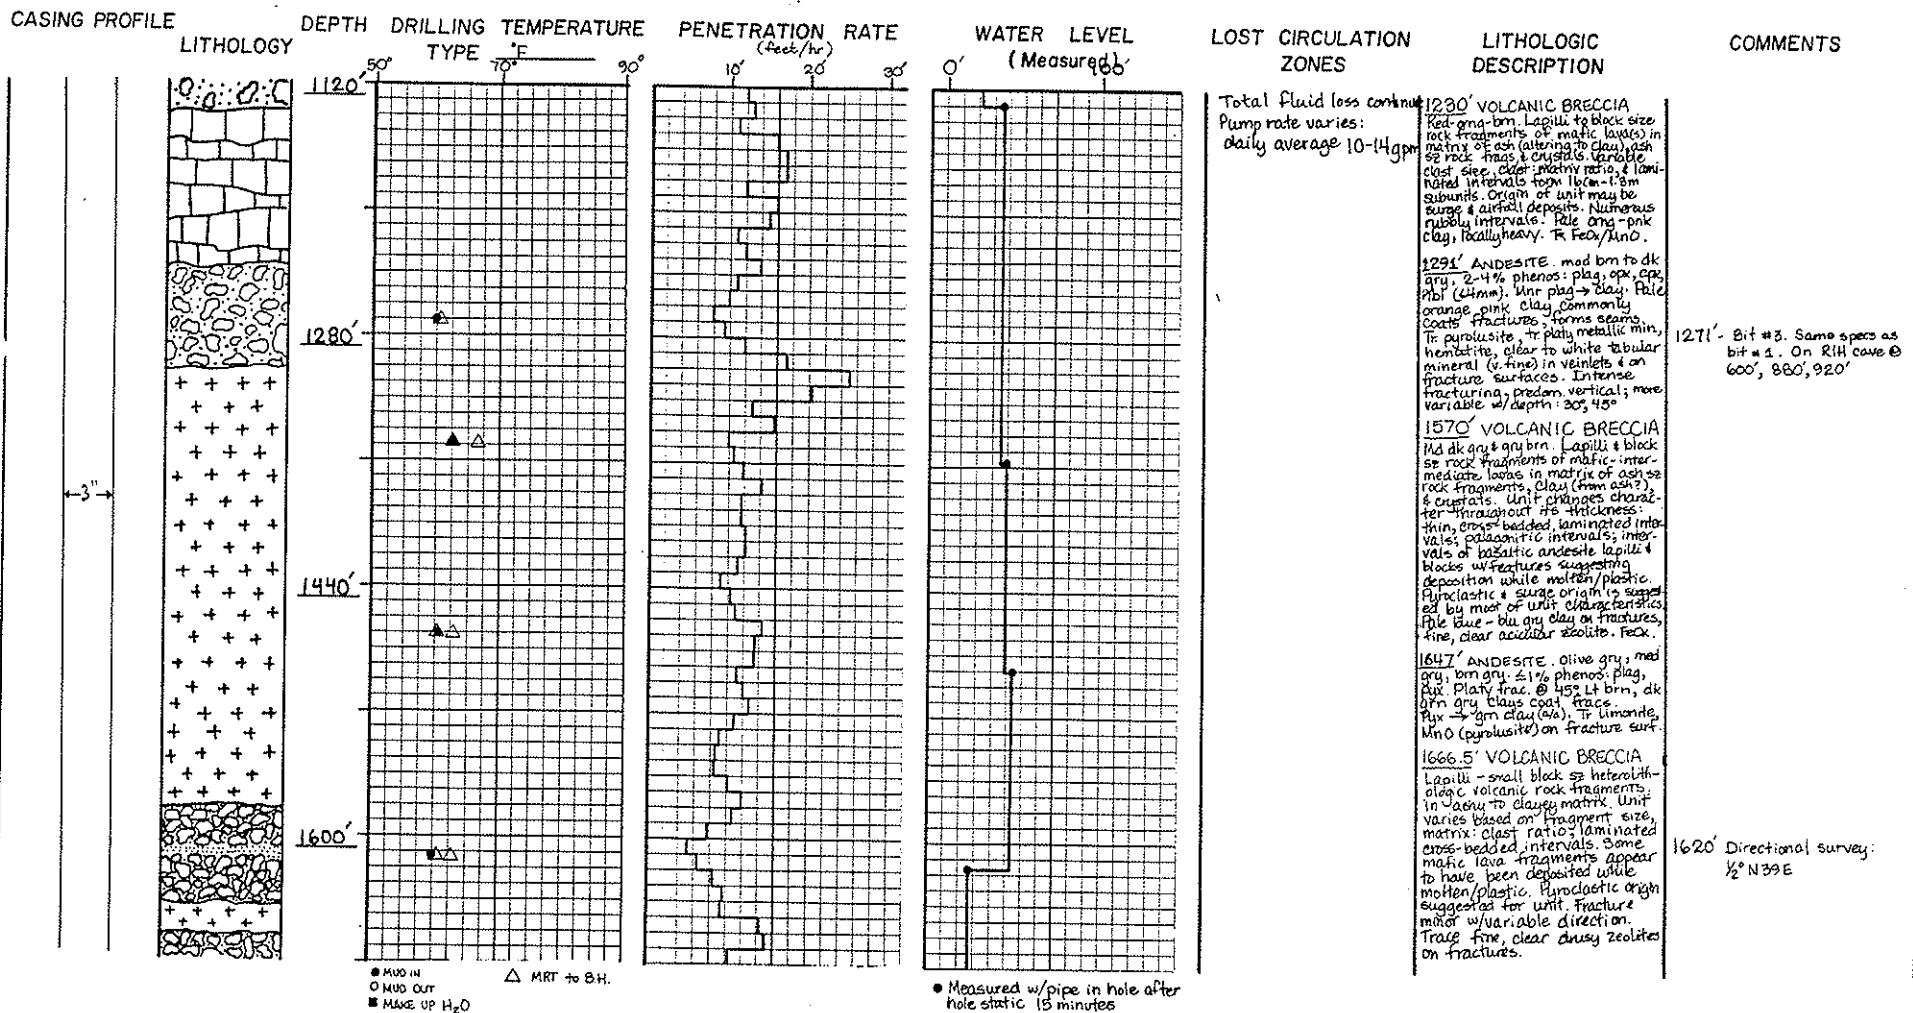 CASING PROFILE
LITHOLOGY
DEPTH
DRILLING TEMPERATURE
TYPE °F
50° 70° 90°
PENETRATION RATE
(feet/hr)
10' 20' 30'
WATER LEVEL
(Measured)
0' 100'
LOST CIRCULATION
ZONES
LITHOLOGIC
DESCRIPTION
COMMENTS
1120'
1280'
1440'
1600'
3"
● MUD IN
○ MUD OUT
■ MAKE UP H₂O
△ MRT to B.H.
● Measured w/pipe in hole after
hole static 15 minutes
Total fluid loss continue
Pump rate varies:
daily average 10-14gpm
1230' VOLCANIC BRECCIA
Red-orng-brn. Lapilli to block size
rock fragments of mafic lava(s) in
matrix of ash (altering to clay), ash
sz rock frags, & crystals. Variable
clast size, clast:matrix ratio, & lami-
nated intervals form 16cm-1.8m
subunits. Origin of unit may be
surge & airfall deposits. Numerous
rubbly intervals. Pale orng-pnk
clay, locally heavy. Tr FeOx/MnO.
1291' ANDESITE. mod brn to dk
gry. 2-4% phenos: plag, opx, cpx,
hbl (≤4mm). Unr plag → clay. Pale
orange pink clay commonly
coats fractures, forms seams.
Tr pyrolusite, tr platy metallic min,
hematite, clear to white tabular
mineral (v. fine) in veinlets & on
fracture surfaces. Intense
fracturing, predom. vertical; more
variable w/depth: 30°, 45°
1570' VOLCANIC BRECCIA
Md dk gry & gry brn. Lapilli & block
sz rock fragments of mafic-inter-
mediate lavas in matrix of ash sz
rock fragments, clay (from ash?),
& crystals. Unit changes charac-
ter throughout its thickness:
thin, cross-bedded, laminated inter
vals; palagonitic intervals; inter-
vals of basaltic andesite lapilli &
blocks w/features suggesting
deposition while molten/plastic.
Pyroclastic & surge origin is suggest
ed by most of unit characteristics.
Pale blue - blu gry clay on fractures,
fine, clear acicular zeolite. FeOx.
1647' ANDESITE. Olive gry, med
gry, brn gry. ≤1% phenos: plag,
pyx. Platy frac. @ 45°. Lt brn, dk
grn gry clays coat fracs.
Pyx → grn clay (a/a). Tr limonite,
MnO (pyrolusite) on fracture surf.
1666.5' VOLCANIC BRECCIA
Lapilli - small block sz heterolith-
ologic volcanic rock fragments
in ashy to clayey matrix. Unit
varies based on fragment size,
matrix: clast ratio; laminated
cross-bedded intervals. Some
mafic lava fragments appear
to have been deposited while
molten/plastic. Pyroclastic origin
suggested for unit. Fracture
minor w/variable direction.
Trace fine, clear drusy zeolites
on fractures.
1271' - Bit #3. Same specs as
bit #1. On RIH cave @
600', 880', 920'
1620' Directional survey:
½° N39E